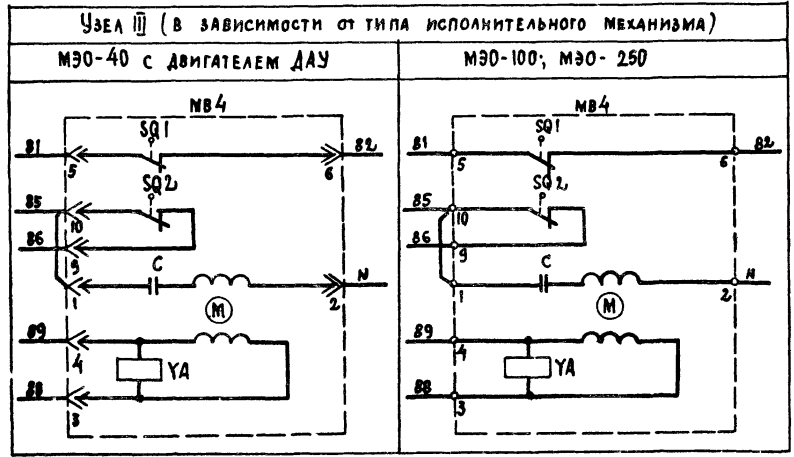 Узел III (в зависимости от типа исполнительного механизма)
МЭО-40 с двигателем ДАУ
МЭО-100; МЭО-250
МВ4
SQ1
81
5
6
82
SQ2
85
10
86
9
C
1
2
N
M
89
4
YA
88
3
МВ4
SQ1
81
5
6
82
SQ2
85
10
86
9
C
1
2
N
M
89
4
YA
88
3